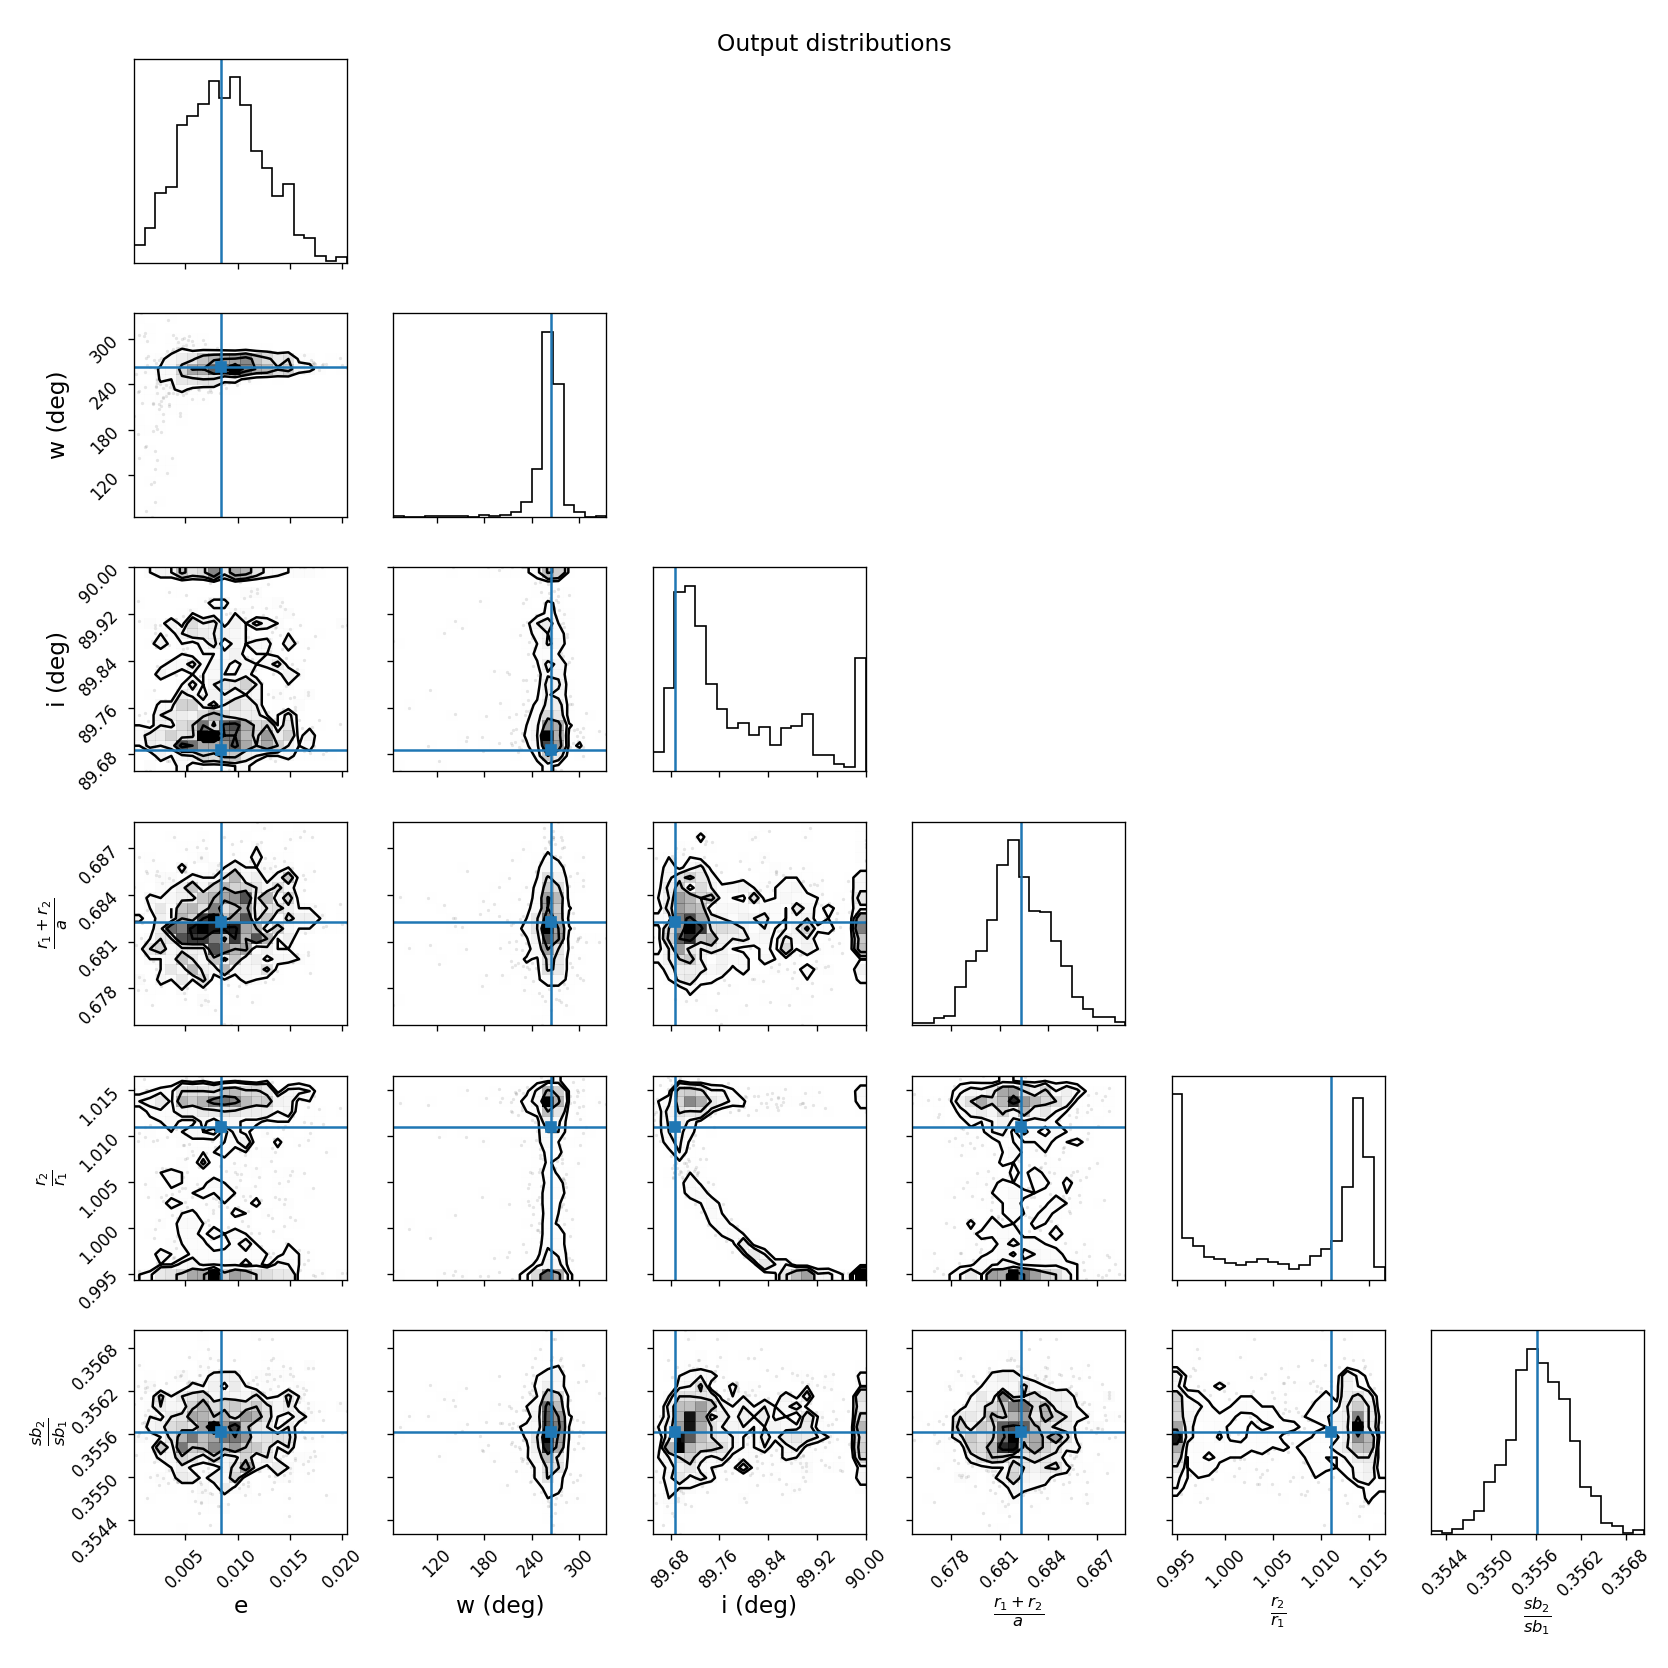 Output distributions
w (deg)
300
240
180
120
i (deg)
90.00
89.92
89.84
89.76
89.68
r₁ + r₂
a
0.687
0.684
0.681
0.678
r₂
r₁
1.015
1.010
1.005
1.000
0.995
sb₂
sb₁
0.3568
0.3562
0.3556
0.3550
0.3544
0.005 0.010 0.015 0.020
120 180 240 300
89.68 89.76 89.84 89.92 90.00
0.678 0.681 0.684 0.687
0.995 1.000 1.005 1.010 1.015
0.3544 0.3550 0.3556 0.3562 0.3568
e
w (deg)
i (deg)
r₁ + r₂
a
r₂
r₁
sb₂
sb₁